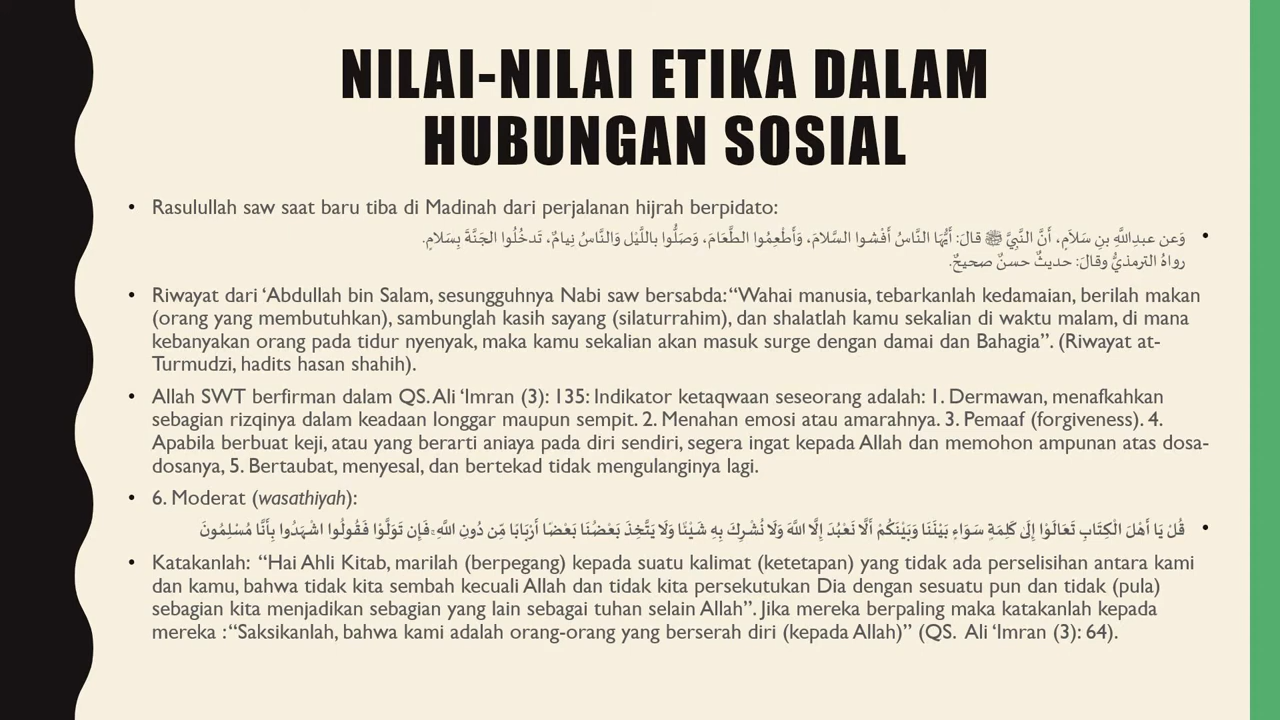 NILAI-NILAI ETIKA DALAM
HUBUNGAN SOSIAL
• Rasulullah saw saat baru tiba di Madinah dari perjalanan hijrah berpidato:
• وَعن عبدِاللَّهِ بنِ سَلاَمٍ، أَنَّ النَّبِيَّ ﷺ قالَ: أَيُّهَا النَّاسُ أَفْشوا السَّلامَ، وَأَطْعِمُوا الطَّعَامَ، وَصَلُّوا باللَّيْل وَالنَّاسُ نِيامٌ، تَدخُلُوا الجَنَّةَ بِسَلامٍ.
رواهُ الترمذيُّ وقالَ: حديثٌ حسنٌ صحيحٌ.
• Riwayat dari ‘Abdullah bin Salam, sesungguhnya Nabi saw bersabda: “Wahai manusia, tebarkanlah kedamaian, berilah makan
(orang yang membutuhkan), sambunglah kasih sayang (silaturrahim), dan shalatlah kamu sekalian di waktu malam, di mana
kebanyakan orang pada tidur nyenyak, maka kamu sekalian akan masuk surge dengan damai dan Bahagia”. (Riwayat at-
Turmudzi, hadits hasan shahih).
• Allah SWT berfirman dalam QS. Ali ‘Imran (3): 135: Indikator ketaqwaan seseorang adalah: 1. Dermawan, menafkahkan
sebagian rizqinya dalam keadaan longgar maupun sempit. 2. Menahan emosi atau amarahnya. 3. Pemaaf (forgiveness). 4.
Apabila berbuat keji, atau yang berarti aniaya pada diri sendiri, segera ingat kepada Allah dan memohon ampunan atas dosa-
dosanya, 5. Bertaubat, menyesal, dan bertekad tidak mengulanginya lagi.
• 6. Moderat (wasathiyah):
• قُلْ يَا أَهْلَ الْكِتَابِ تَعَالَوْا إِلَىٰ كَلِمَةٍ سَوَاءٍ بَيْنَنَا وَبَيْنَكُمْ أَلَّا نَعْبُدَ إِلَّا اللَّهَ وَلَا نُشْرِكَ بِهِ شَيْئًا وَلَا يَتَّخِذَ بَعْضُنَا بَعْضًا أَرْبَابًا مِّن دُونِ اللَّهِ ۚ فَإِن تَوَلَّوْا فَقُولُوا اشْهَدُوا بِأَنَّا مُسْلِمُونَ
• Katakanlah: “Hai Ahli Kitab, marilah (berpegang) kepada suatu kalimat (ketetapan) yang tidak ada perselisihan antara kami
dan kamu, bahwa tidak kita sembah kecuali Allah dan tidak kita persekutukan Dia dengan sesuatu pun dan tidak (pula)
sebagian kita menjadikan sebagian yang lain sebagai tuhan selain Allah”. Jika mereka berpaling maka katakanlah kepada
mereka :“Saksikanlah, bahwa kami adalah orang-orang yang berserah diri (kepada Allah)” (QS. Ali ‘Imran (3): 64).